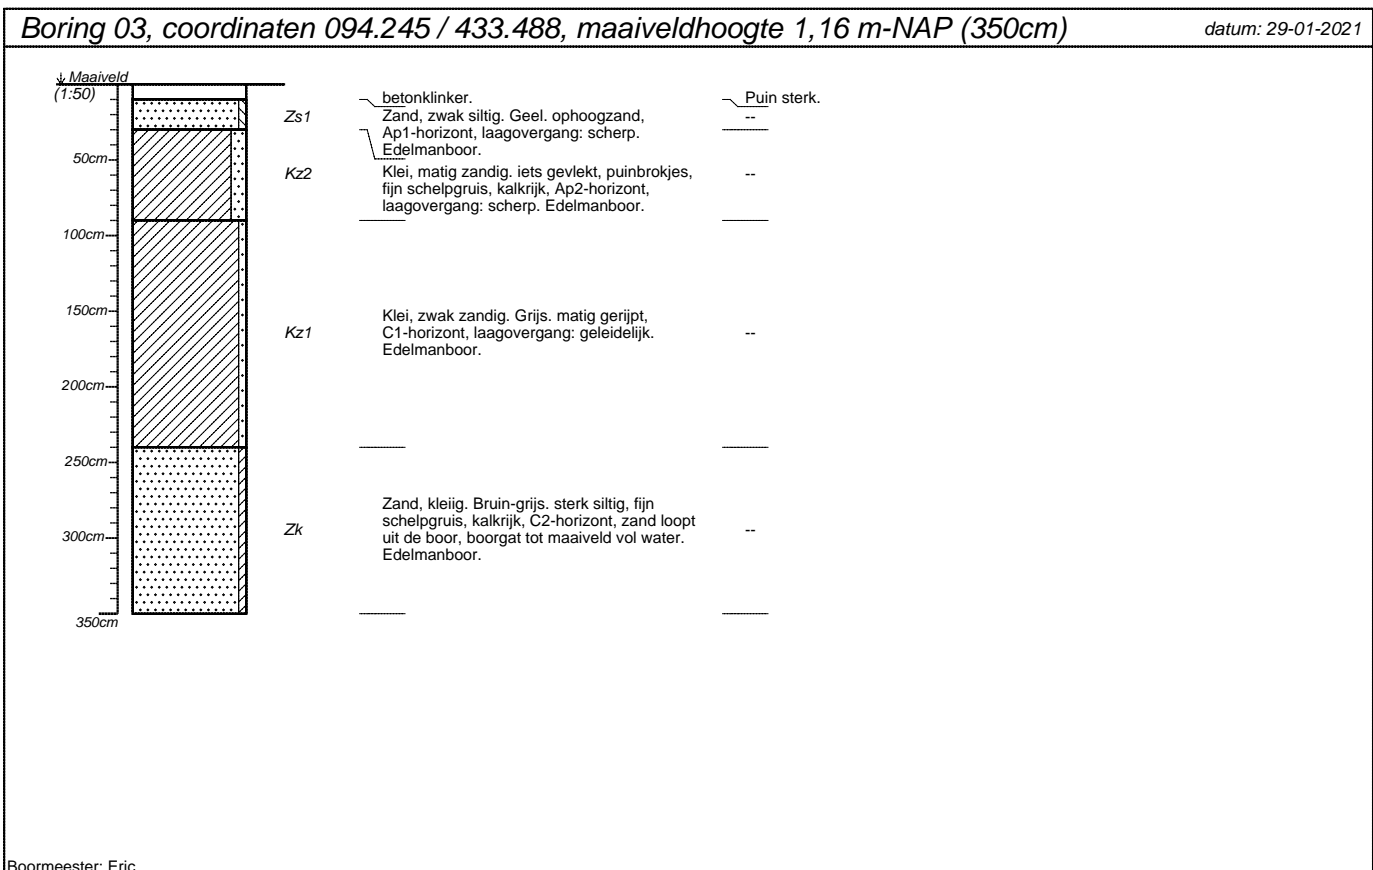 Boring 03, coordinaten 094.245 / 433.488, maaiveldhoogte 1,16 m-NAP (350cm)
datum: 29-01-2021
Maaiveld
(1:50)
betonklinker.
Puin sterk.
Zs1
Zand, zwak siltig. Geel. ophoogzand,
Ap1-horizont, laagovergang: scherp.
Edelmanboor.
--
50cm
Kz2
Klei, matig zandig. iets gevlekt, puinbrokjes,
fijn schelpgruis, kalkrijk, Ap2-horizont,
laagovergang: scherp. Edelmanboor.
--
100cm
150cm
Kz1
Klei, zwak zandig. Grijs. matig gerijpt,
C1-horizont, laagovergang: geleidelijk.
Edelmanboor.
--
200cm
250cm
Zk
Zand, kleiig. Bruin-grijs. sterk siltig, fijn
schelpgruis, kalkrijk, C2-horizont, zand loopt
uit de boor, boorgat tot maaiveld vol water.
Edelmanboor.
--
300cm
350cm
Boormeester: Eric